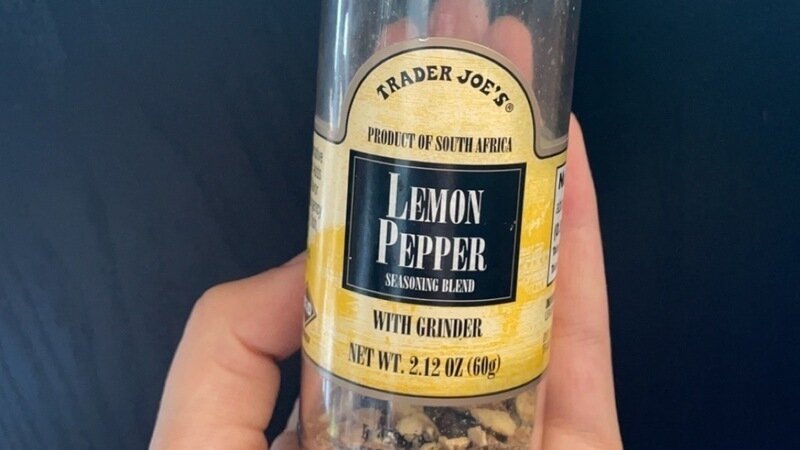 TRADER JOE'S®
PRODUCT OF SOUTH AFRICA
LEMON
PEPPER
SEASONING BLEND
WITH GRINDER
NET WT. 2.12 OZ (60g)